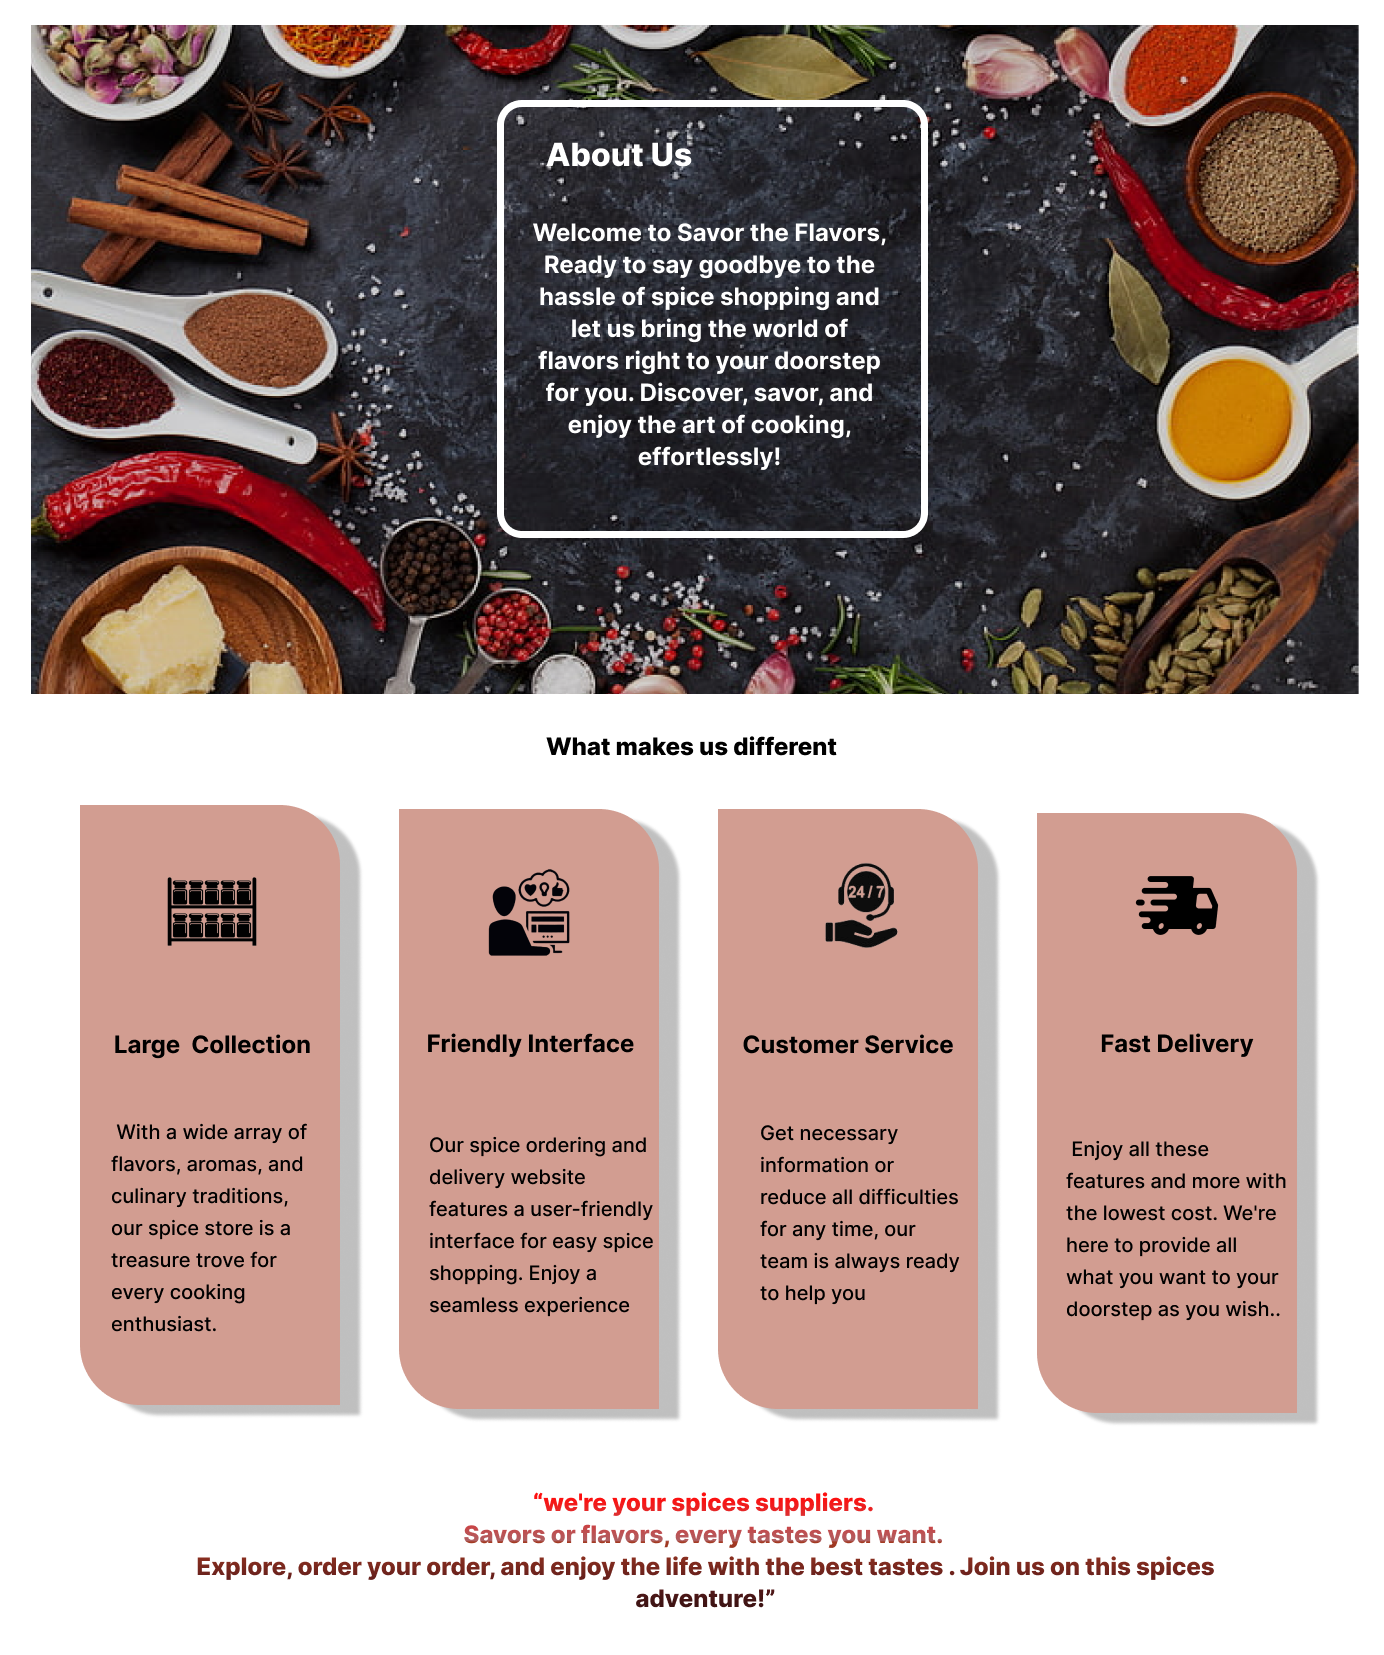 About Us
Welcome to Savor the Flavors,
Ready to say goodbye to the
hassle of spice shopping and
let us bring the world of
flavors right to your doorstep
for you. Discover, savor, and
enjoy the art of cooking,
effortlessly!
What makes us different
Large  Collection
With a wide array of
flavors, aromas, and
culinary traditions,
our spice store is a
treasure trove for
every cooking
enthusiast.
Friendly Interface
Our spice ordering and
delivery website
features a user-friendly
interface for easy spice
shopping. Enjoy a
seamless experience
24/7
Customer Service
Get necessary
information or
reduce all difficulties
for any time, our
team is always ready
to help you
Fast Delivery
Enjoy all these
features and more with
the lowest cost. We're
here to provide all
what you want to your
doorstep as you wish..
“we're your spices suppliers.
Savors or flavors, every tastes you want.
Explore, order your order, and enjoy the life with the best tastes . Join us on this spices
adventure!”